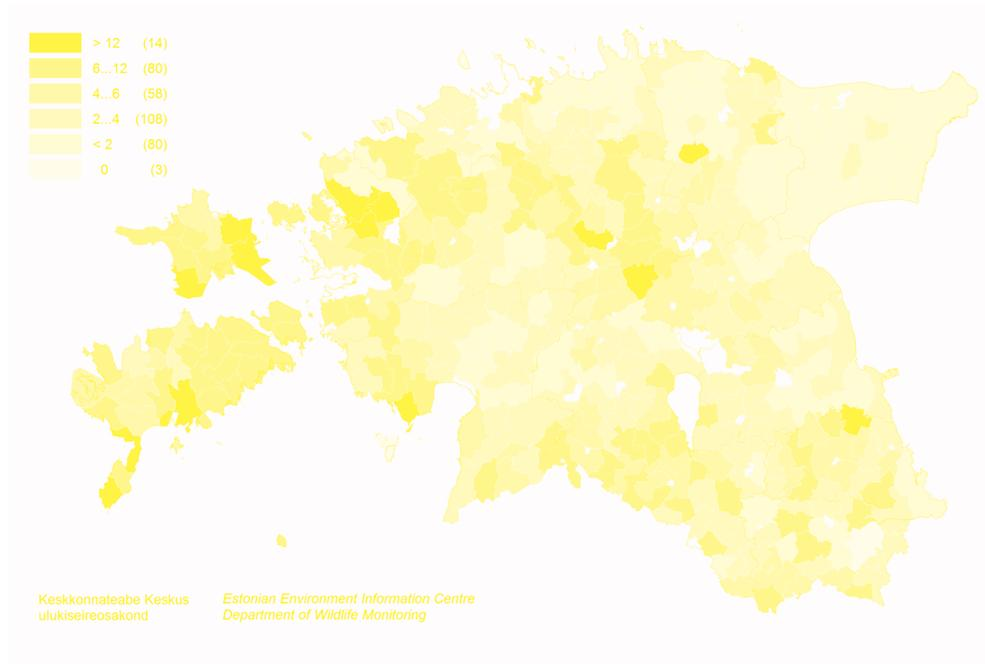 > 12 (14)
6...12 (80)
4...6 (58)
2...4 (108)
< 2 (80)
0 (3)
Keskkonnateabe Keskus
ulukiseireosakond
Estonian Environment Information Centre
Department of Wildlife Monitoring